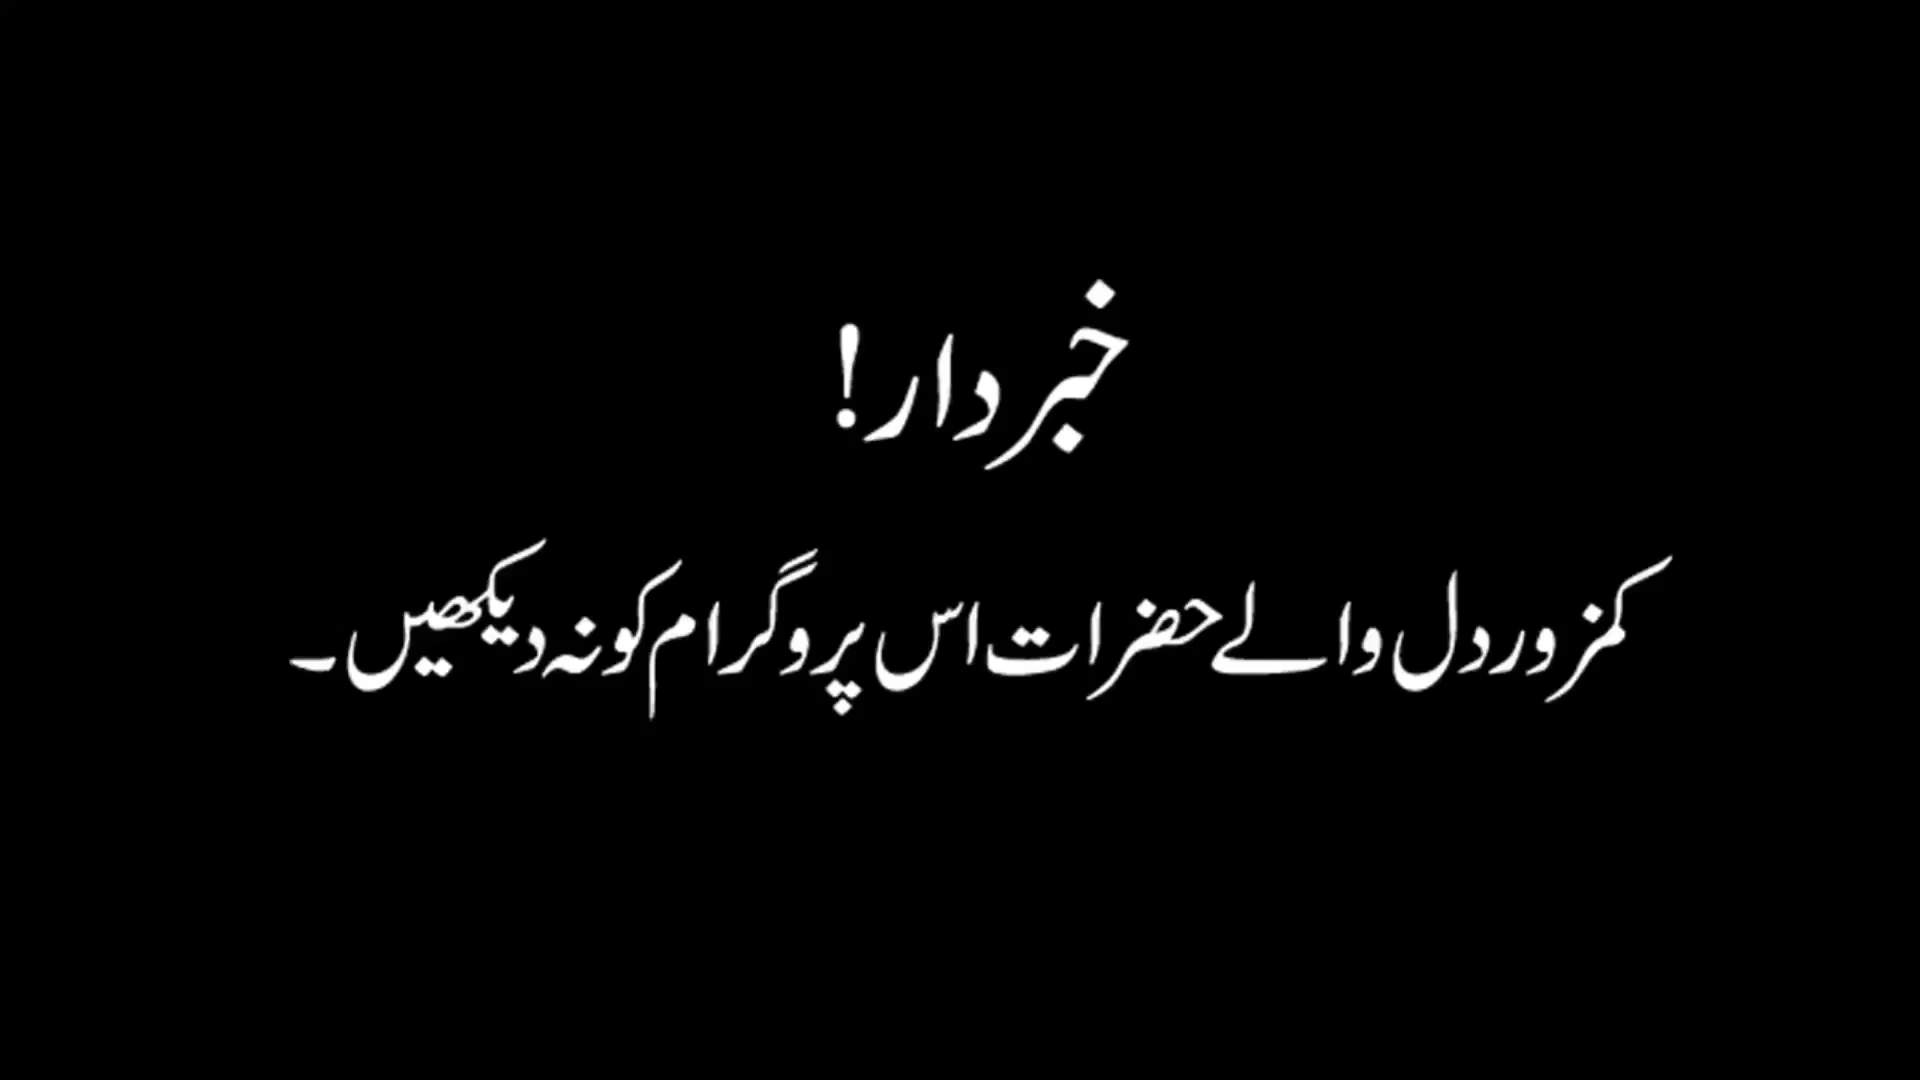 خبردار!
کمزور دل والے حضرات اس پروگرام کو نہ دیکھیں۔